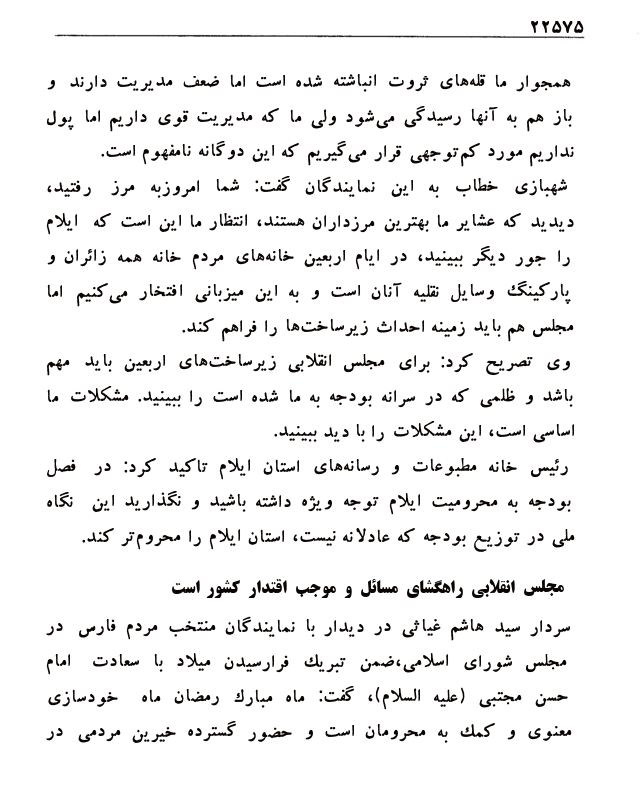 ۲۲۵۷۵
همجوار ما قله‌های ثروت انباشته شده است اما ضعف مدیریت دارند و
باز هم به آنها رسیدگی می‌شود ولی ما که مدیریت قوی داریم اما پول
نداریم مورد کم‌توجهی قرار می‌گیریم که این دوگانه نامفهوم است.
شهبازی خطاب به این نمایندگان گفت: شما امروزبه مرز رفتید،
دیدید که عشایر ما بهترین مرزداران هستند، انتظار ما این است که ایلام
را جور دیگر ببینید، در ایام اربعین خانه‌های مردم خانه همه زائران و
پارکینگ وسایل نقلیه آنان است و به این میزبانی افتخار می‌کنیم اما
مجلس هم باید زمینه احداث زیرساخت‌ها را فراهم کند.
وی تصریح کرد: برای مجلس انقلابی زیرساخت‌های اربعین باید مهم
باشد و ظلمی که در سرانه بودجه به ما شده است را ببینید. مشکلات ما
اساسی است، این مشکلات را با دید ببینید.
رئیس خانه مطبوعات و رسانه‌های استان ایلام تاکید کرد: در فصل
بودجه به محرومیت ایلام توجه ویژه داشته باشید و نگذارید این نگاه
ملی در توزیع بودجه که عادلانه نیست، استان ایلام را محروم‌تر کند.
مجلس انقلابی راهگشای مسائل و موجب اقتدار کشور است
سردار سید هاشم غیاثی در دیدار با نمایندگان منتخب مردم فارس در
مجلس شورای اسلامی،ضمن تبریك فرارسیدن میلاد با سعادت امام
حسن مجتبی (علیه السلام)، گفت: ماه مبارك رمضان ماه خودسازی
معنوی و کمك به محرومان است و حضور گسترده خیرین مردمی در